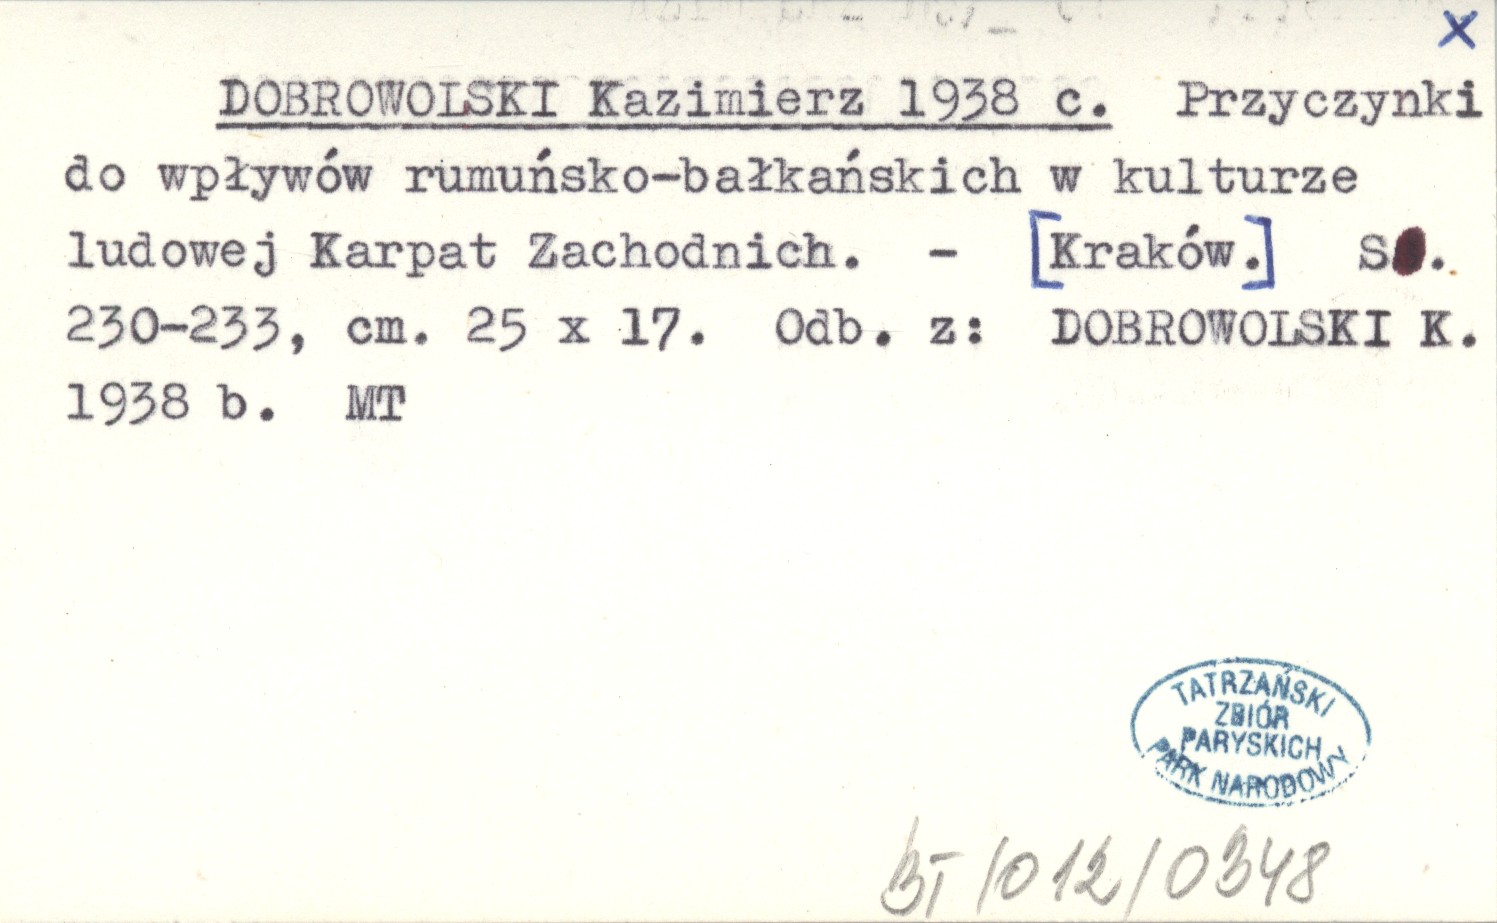 x
DOBROWOLSKI Kazimierz 1938 c. Przyczynki
do wpływów rumuńsko-bałkańskich w kulturze
ludowej Karpat Zachodnich. - [Kraków.] S.
230-233, cm. 25 x 17. Odb. z: DOBROWOLSKI K.
1938 b. MT
TATRZAŃSKI
ZBIÓR
PARYSKICH
PARK NARODOWY
BT/012/0348